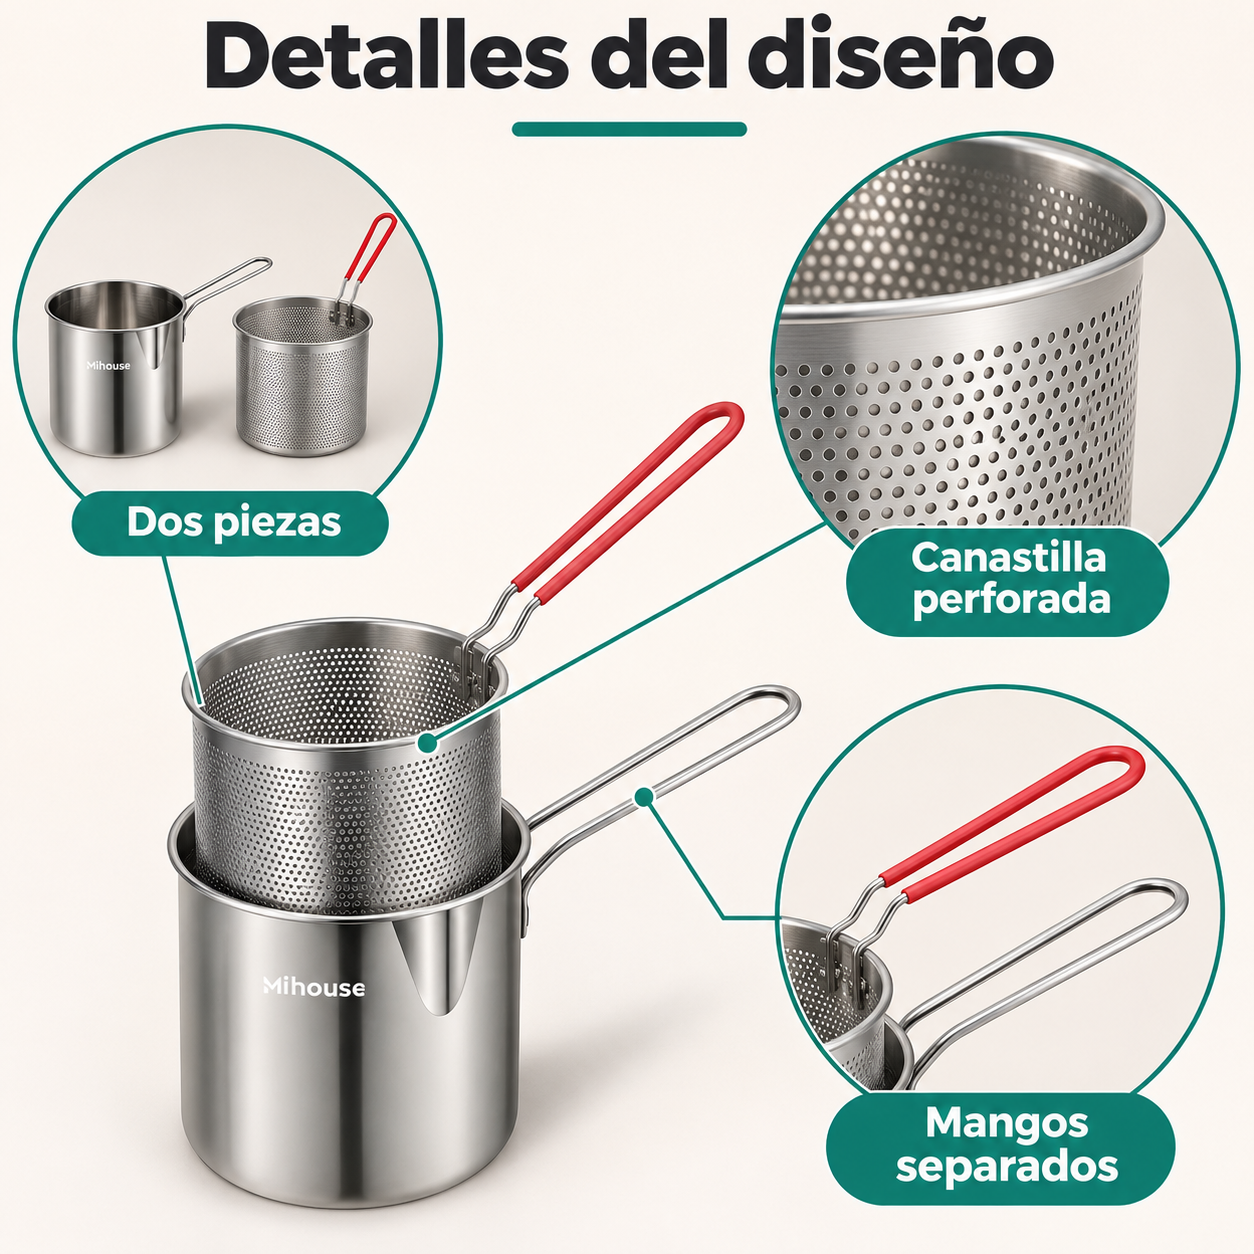 Detalles del diseño
Mihouse
Dos piezas
Canastilla
perforada
Mihouse
Mangos
separados